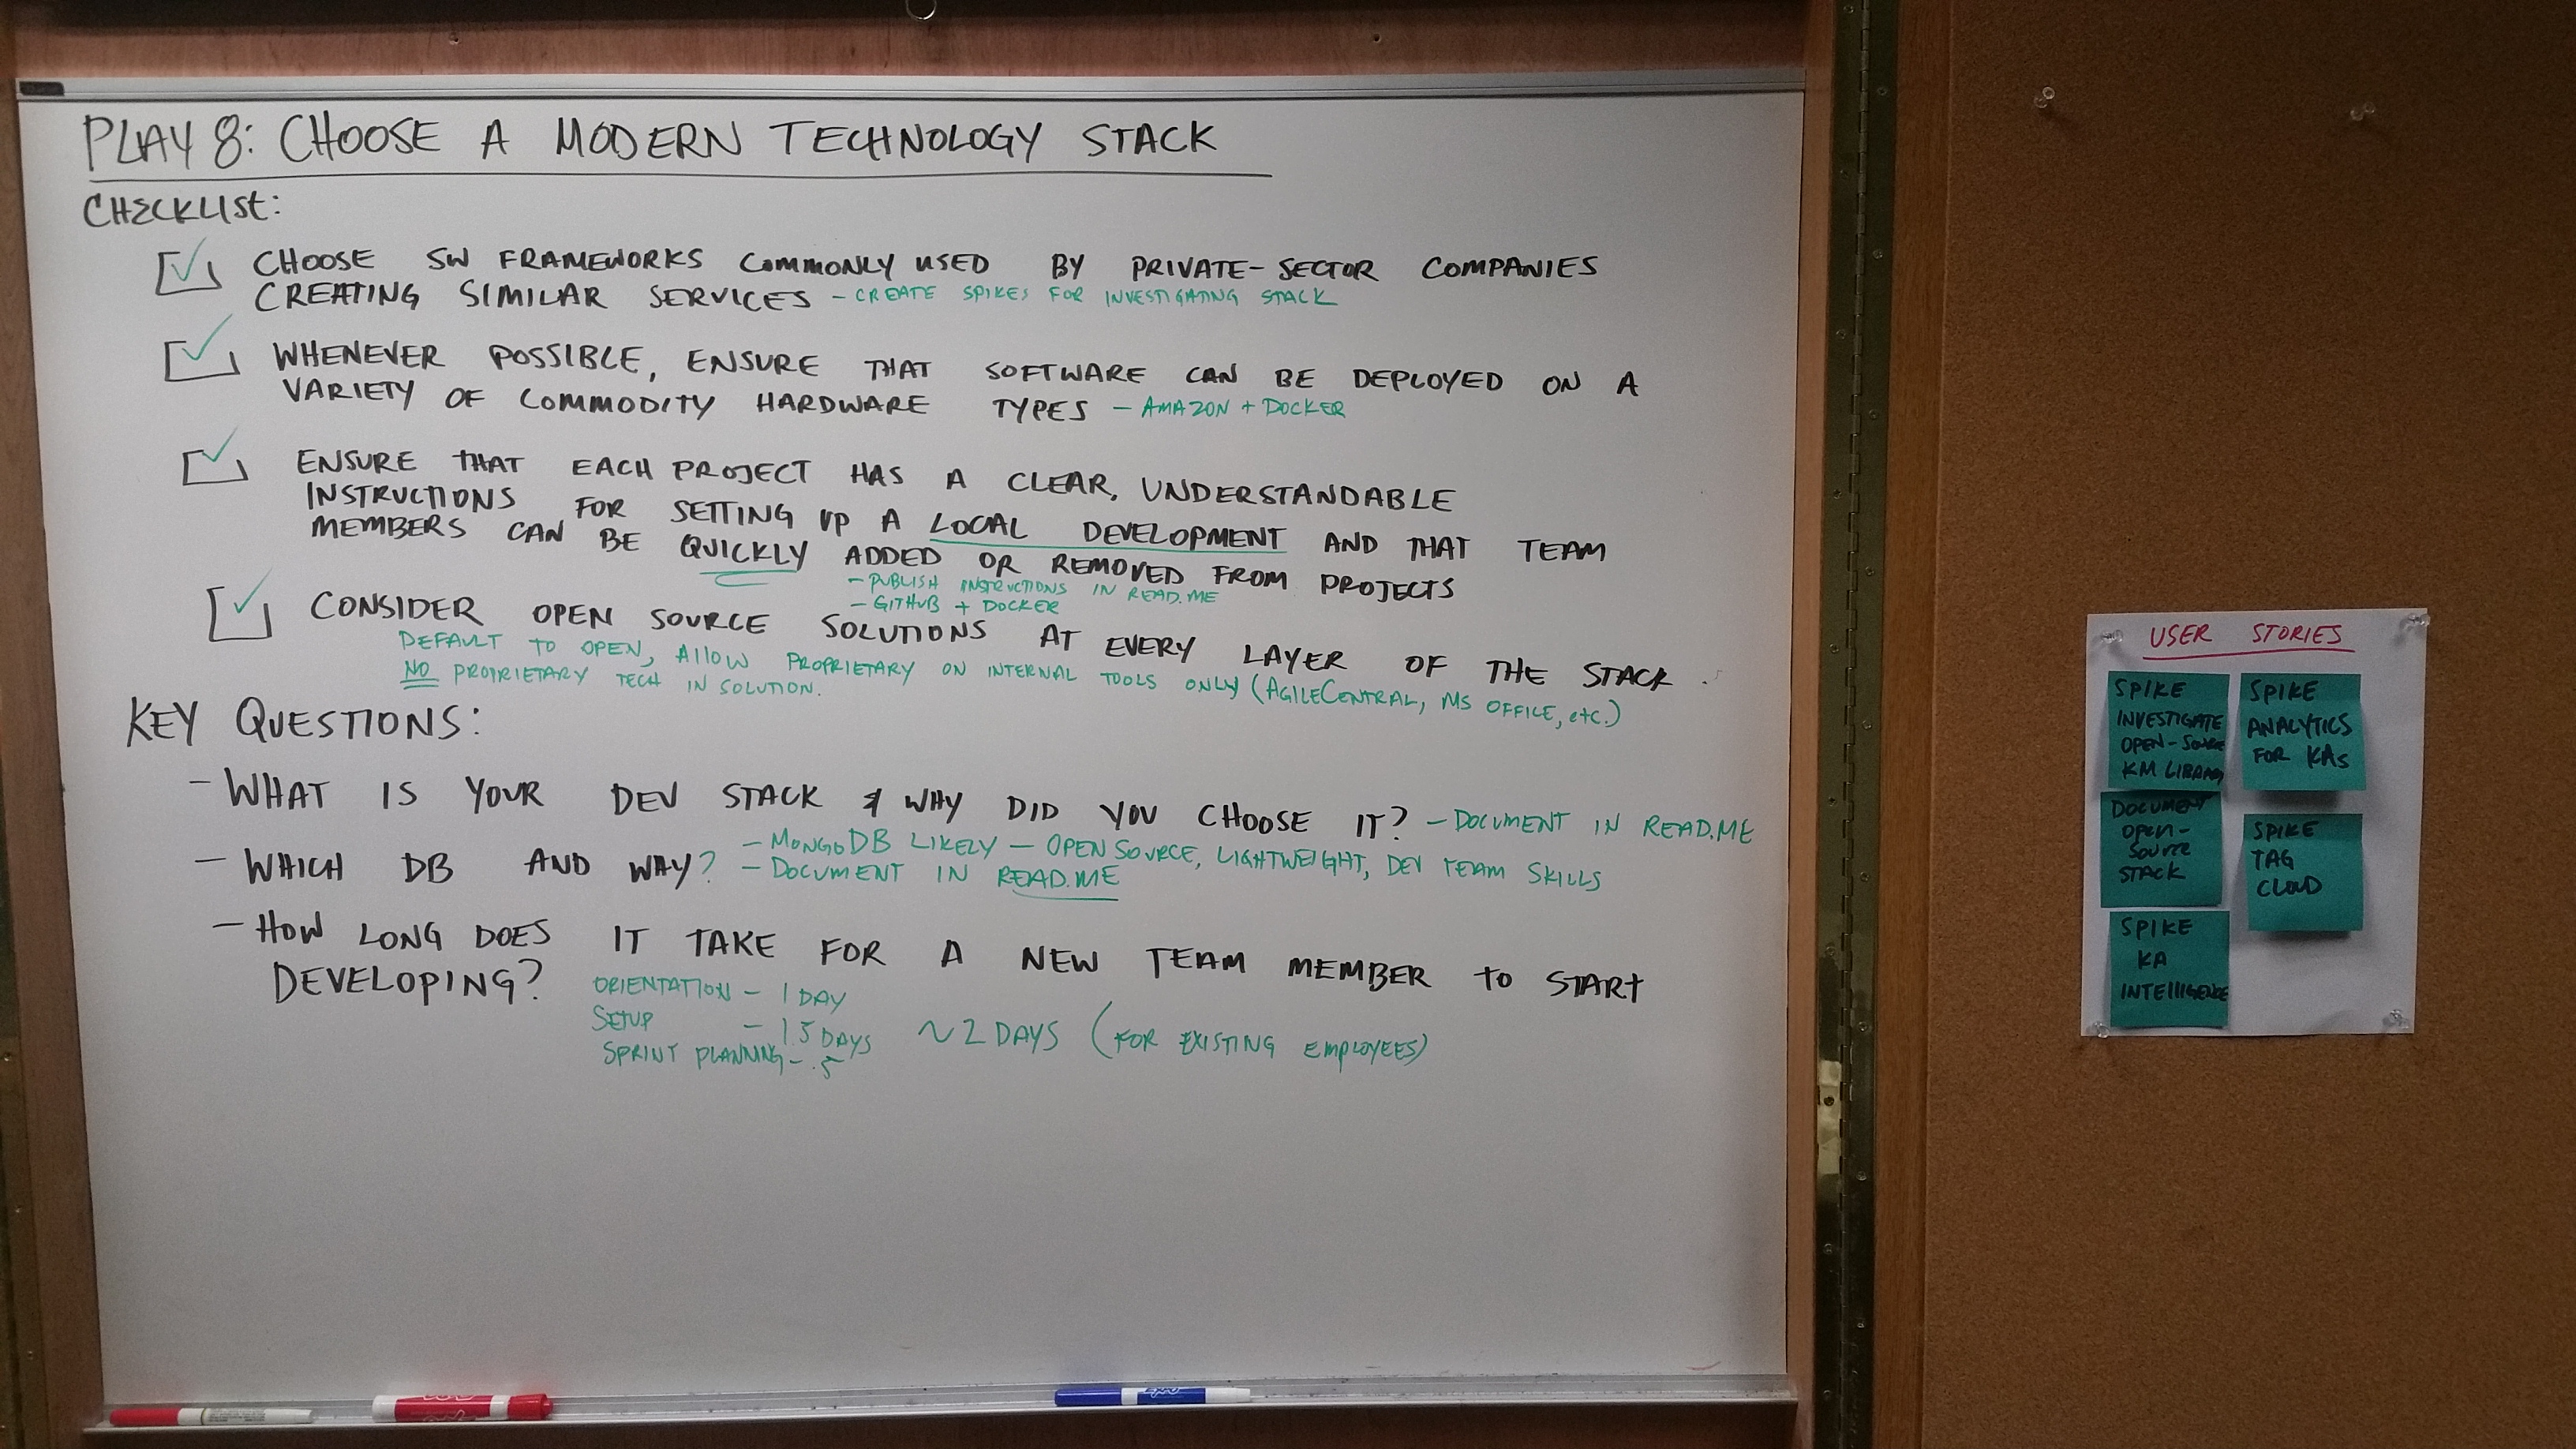 PLAY 8: CHOOSE A MODERN TECHNOLOGY STACK
CHECKLIST:
CHOOSE SW FRAMEWORKS COMMONLY USED BY PRIVATE-SECTOR COMPANIES
CREATING SIMILAR SERVICES - CREATE SPIKES FOR INVESTIGATING STACK
WHENEVER POSSIBLE, ENSURE THAT SOFTWARE CAN BE DEPLOYED ON A
VARIETY OF COMMODITY HARDWARE TYPES - AMAZON + DOCKER
ENSURE THAT EACH PROJECT HAS A CLEAR, UNDERSTANDABLE
INSTRUCTIONS FOR SETTING UP A LOCAL DEVELOPMENT AND THAT TEAM
MEMBERS CAN BE QUICKLY ADDED OR REMOVED FROM PROJECTS
- PUBLISH INSTRUCTIONS IN READ.ME
- GITHUB + DOCKER
CONSIDER OPEN SOURCE SOLUTIONS AT EVERY LAYER OF THE STACK.
DEFAULT TO OPEN, ALLOW PROPRIETARY ON INTERNAL TOOLS ONLY (AGILECENTRAL, MS OFFICE, etc.)
NO PROPRIETARY TECH IN SOLUTION.
KEY QUESTIONS:
- WHAT IS YOUR DEV STACK & WHY DID YOU CHOOSE IT? - DOCUMENT IN READ.ME
- WHICH DB AND WAY? - MONGODB LIKELY - OPEN SOURCE, LIGHTWEIGHT, DEV TEAM SKILLS
- DOCUMENT IN READ.ME
- HOW LONG DOES IT TAKE FOR A NEW TEAM MEMBER TO START
DEVELOPING?
ORIENTATION - 1 DAY
SETUP - 1.5 DAYS ~2 DAYS (FOR EXISTING EMPLOYEES)
SPRINT PLANNING - .5
USER STORIES
SPIKE
INVESTIGATE
OPEN-SOURCE
KM LIBRARY
SPIKE
ANALYTICS
FOR KAs
DOCUMENT
OPEN-
SOURCE
STACK
SPIKE
TAG
CLOUD
SPIKE
KA
INTELLIGENCE
EXPO